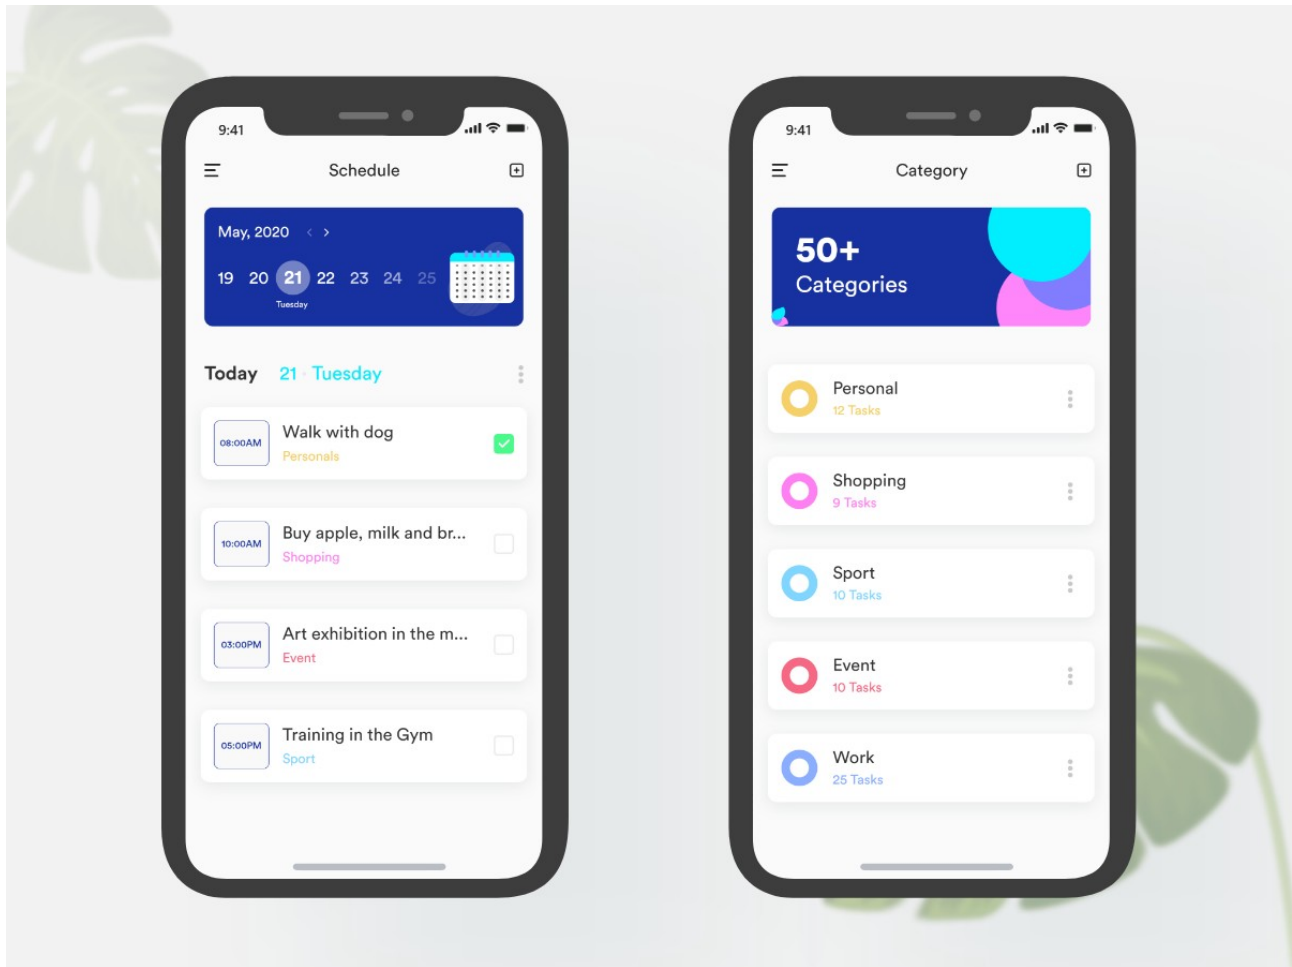 9:41
Schedule
May, 2020
19 20 21 22 23 24 25
Tuesday
Today 21 · Tuesday
08:00AM
Walk with dog
Personals
10:00AM
Buy apple, milk and br...
Shopping
03:00PM
Art exhibition in the m...
Event
05:00PM
Training in the Gym
Sport
9:41
Category
50+
Categories
Personal
12 Tasks
Shopping
9 Tasks
Sport
10 Tasks
Event
10 Tasks
Work
25 Tasks